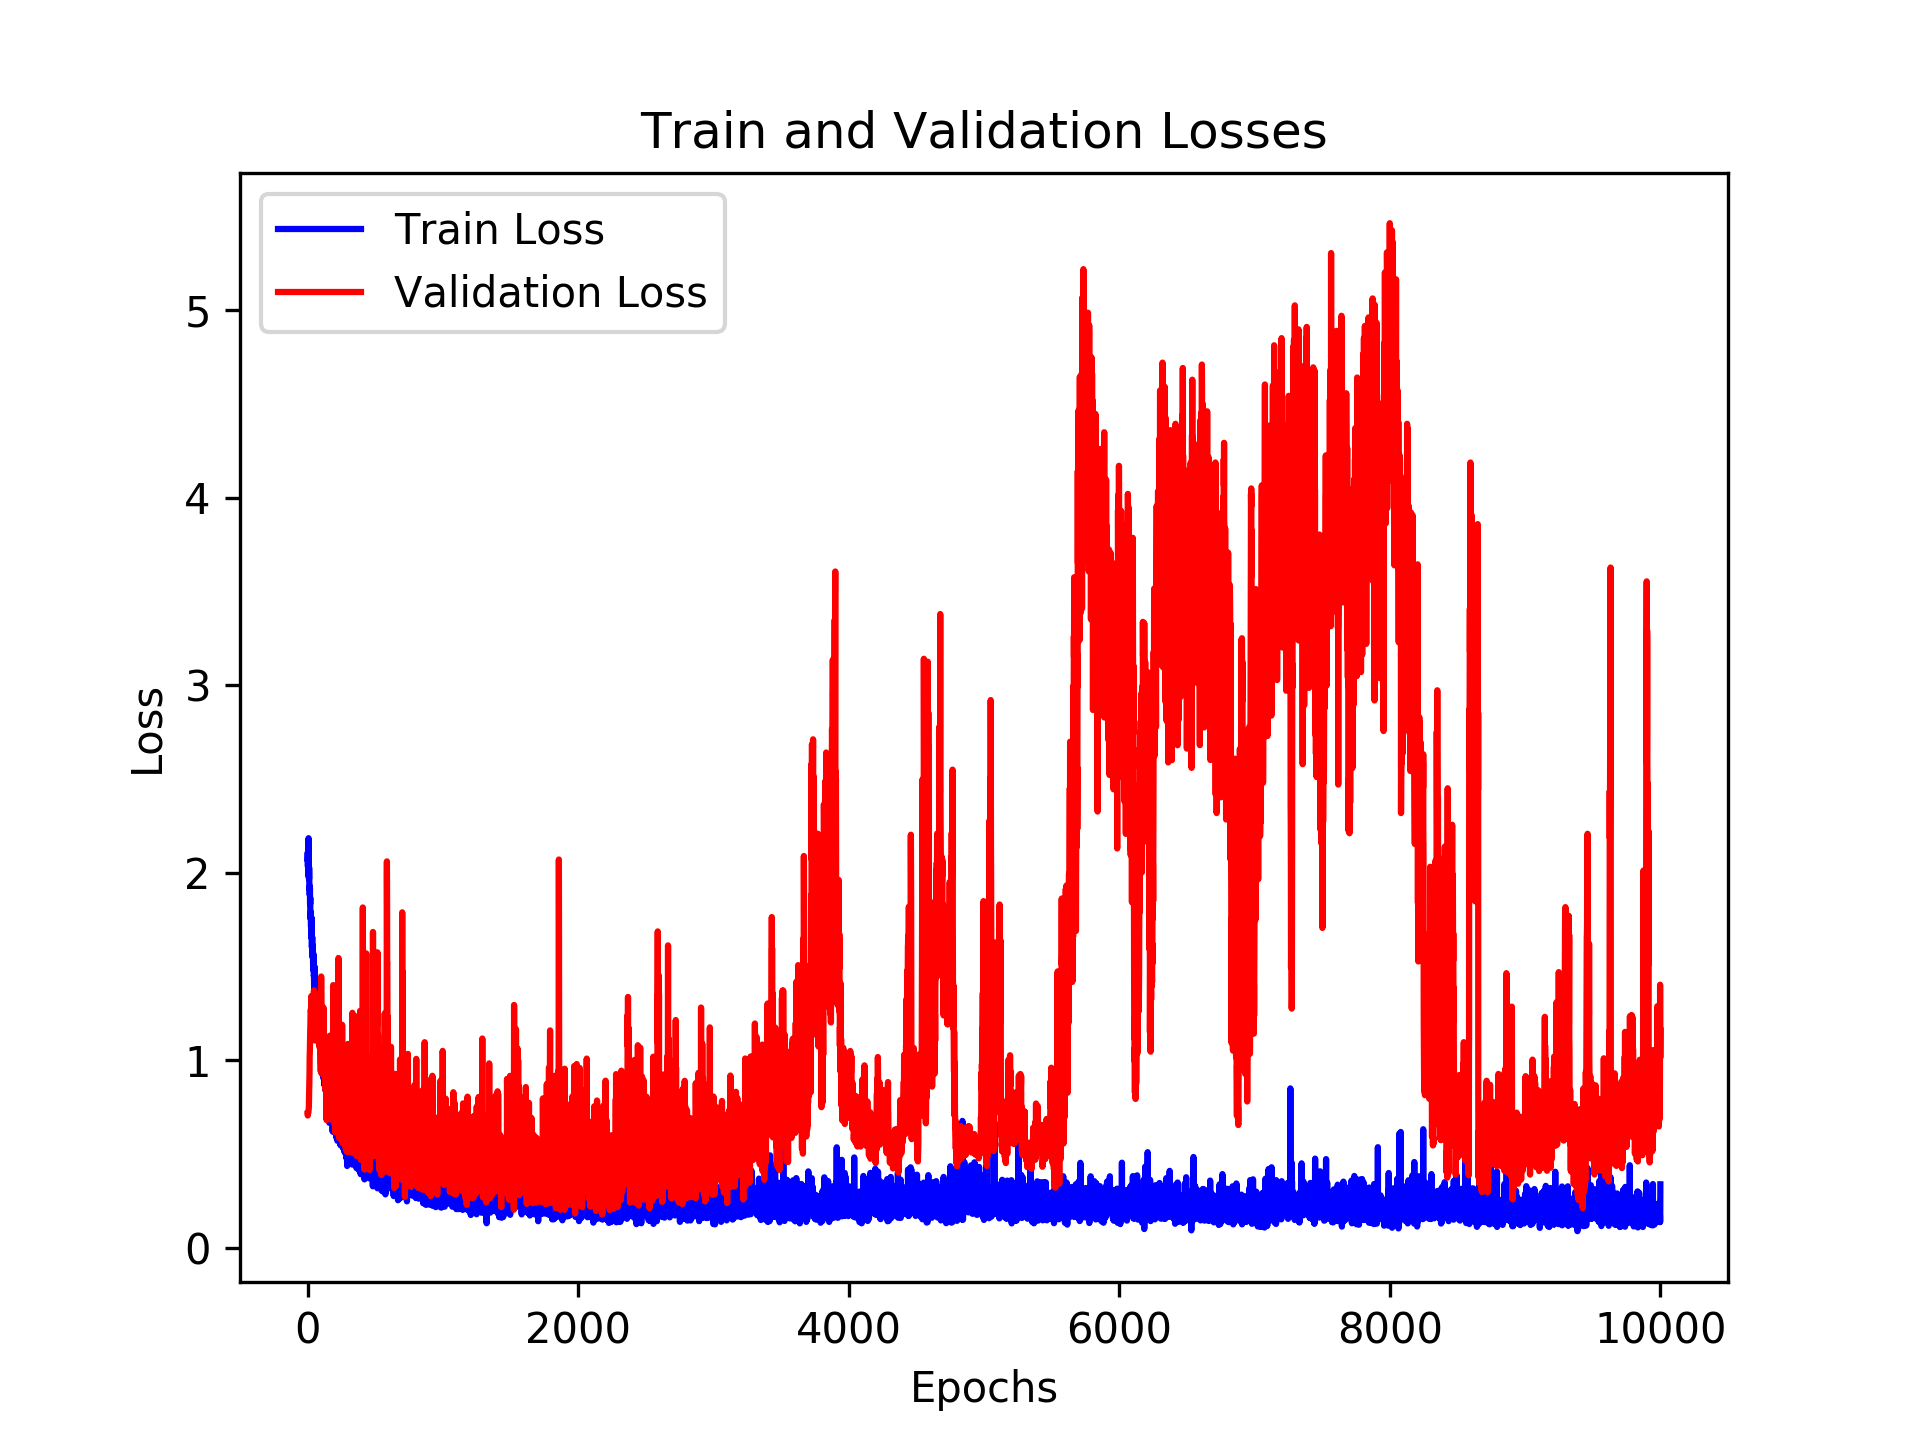 Train and Validation Losses
Train Loss
Validation Loss
5
4
3
2
1
0
Loss
0 2000 4000 6000 8000 10000
Epochs